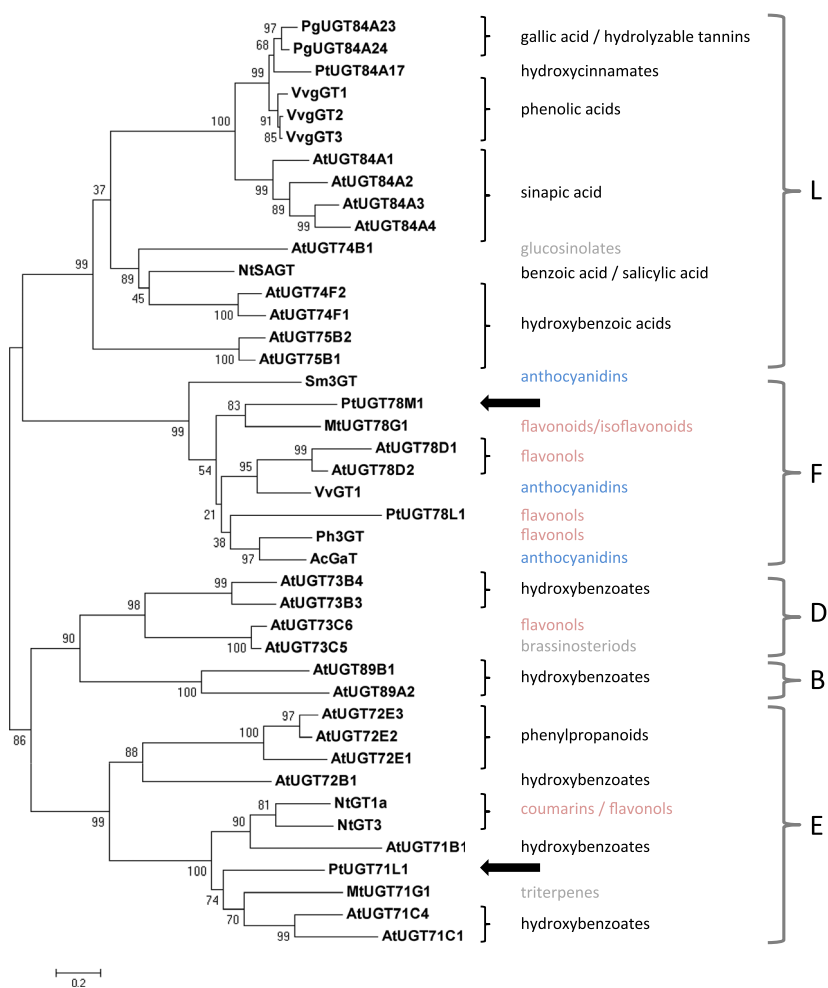 97
PgUGT84A23
68
PgUGT84A24
gallic acid / hydrolyzable tannins
99
PtUGT84A17
hydroxycinnamates
VvgGT1
100
91
VvgGT2
phenolic acids
85
VvgGT3
AtUGT84A1
99
AtUGT84A2
37
sinapic acid
L
89
AtUGT84A3
99
AtUGT84A4
99
AtUGT74B1
glucosinolates
89
NtSAGT
benzoic acid / salicylic acid
45
AtUGT74F2
100
AtUGT74F1
hydroxybenzoic acids
AtUGT75B2
100
AtUGT75B1
Sm3GT
anthocyanidins
83
PtUGT78M1
99
MtUGT78G1
flavonoids/isoflavonoids
99
AtUGT78D1
54
95
AtUGT78D2
flavonols
F
VvGT1
anthocyanidins
21
PtUGT78L1
flavonols
38
Ph3GT
flavonols
97
AcGaT
anthocyanidins
99
AtUGT73B4
98
AtUGT73B3
hydroxybenzoates
D
AtUGT73C6
flavonols
90
100
AtUGT73C5
brassinosteriods
AtUGT89B1
100
AtUGT89A2
hydroxybenzoates
B
97
AtUGT72E3
86
100
AtUGT72E2
phenylpropanoids
88
AtUGT72E1
AtUGT72B1
hydroxybenzoates
99
81
NtGT1a
90
NtGT3
coumarins / flavonols
E
AtUGT71B1
hydroxybenzoates
100
PtUGT71L1
74
MtUGT71G1
triterpenes
70
AtUGT71C4
99
AtUGT71C1
hydroxybenzoates
0.2